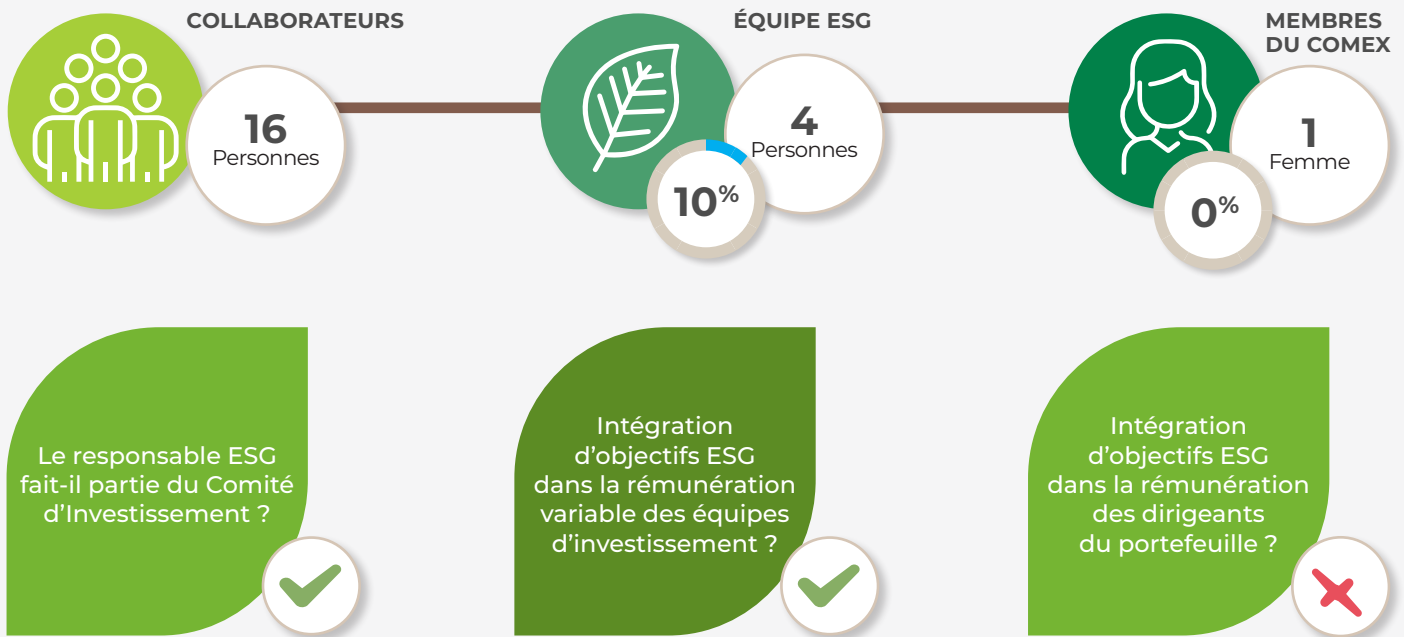 COLLABORATEURS
16
Personnes
ÉQUIPE ESG
4
Personnes
10%
MEMBRES
DU COMEX
1
Femme
0%
Le responsable ESG
fait-il partie du Comité
d’Investissement ?
Intégration
d’objectifs ESG
dans la rémunération
variable des équipes
d’investissement ?
Intégration
d’objectifs ESG
dans la rémunération
des dirigeants
du portefeuille ?